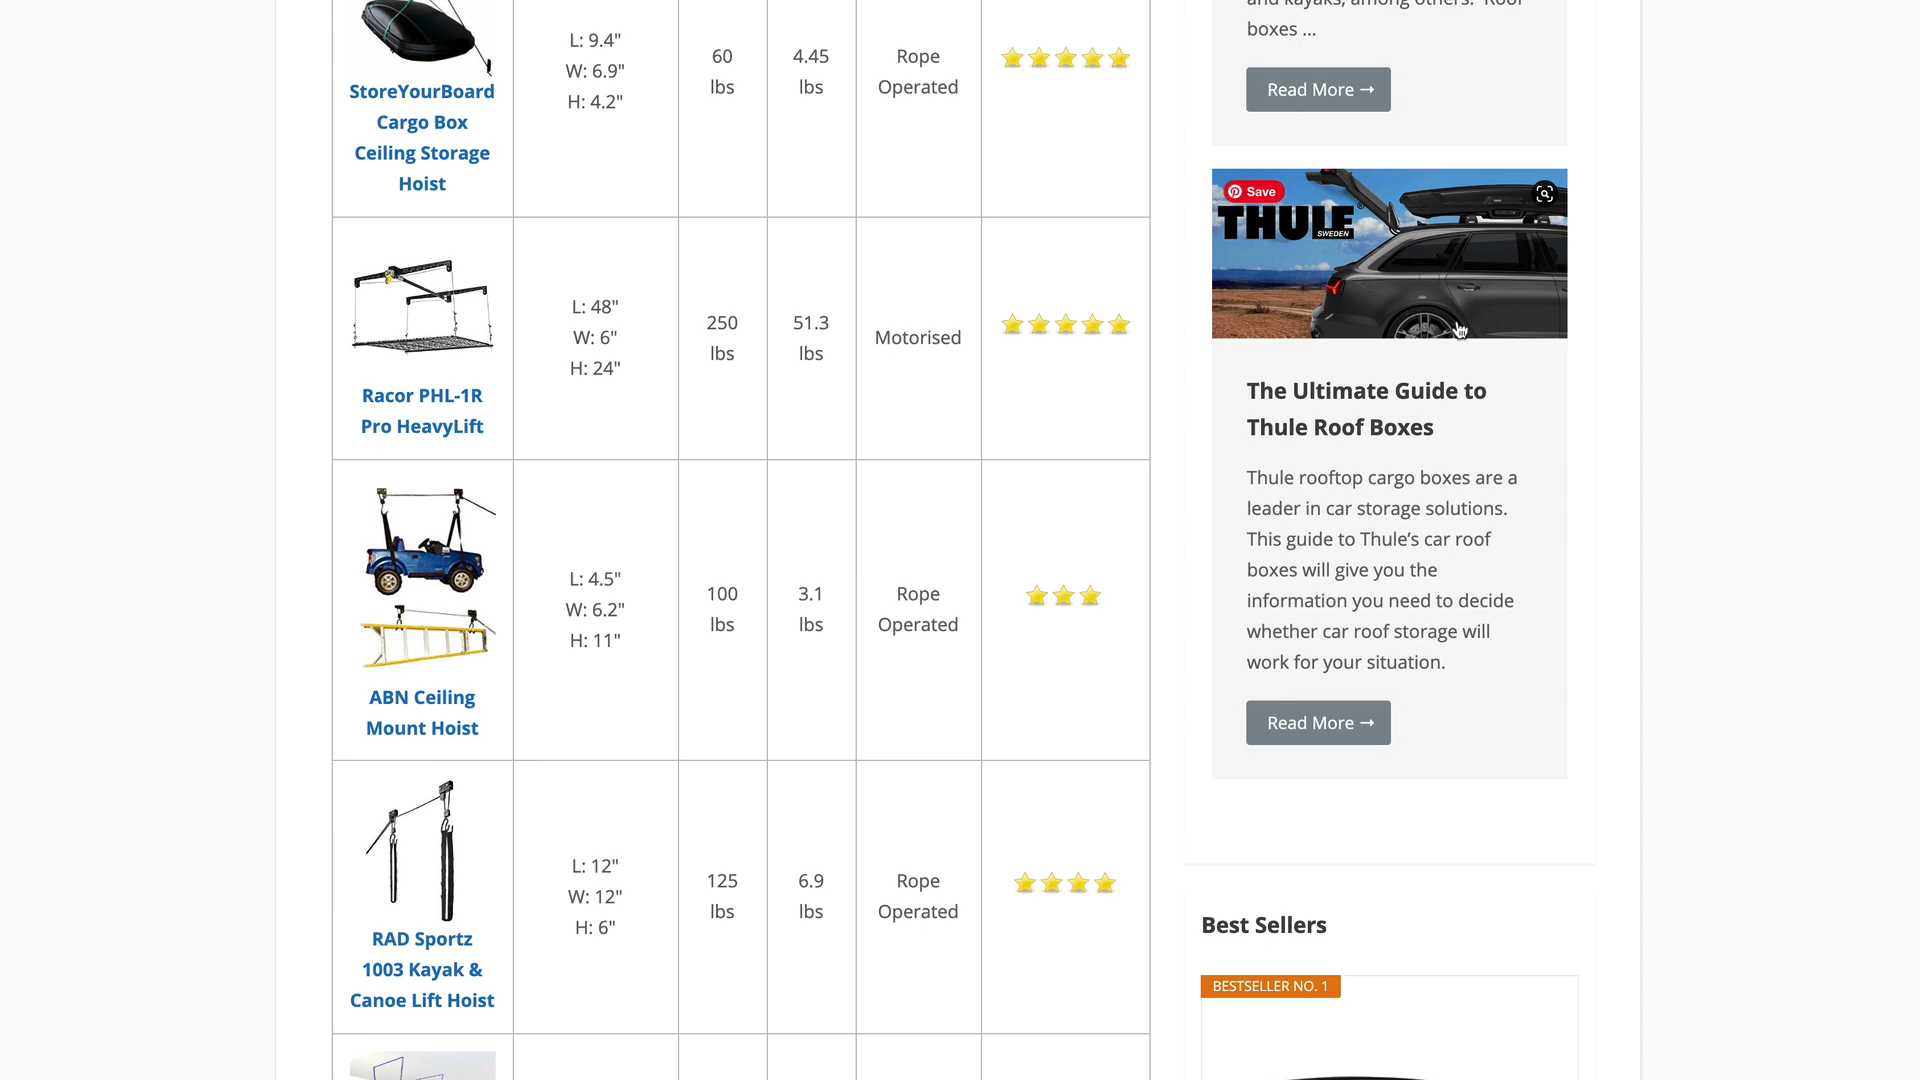 StoreYourBoard
Cargo Box
Ceiling Storage
Hoist
L: 9.4"
W: 6.9"
H: 4.2"
60
lbs
4.45
lbs
Rope
Operated
Racor PHL-1R
Pro HeavyLift
L: 48"
W: 6"
H: 24"
250
lbs
51.3
lbs
Motorised
ABN Ceiling
Mount Hoist
L: 4.5"
W: 6.2"
H: 11"
100
lbs
3.1
lbs
Rope
Operated
RAD Sportz
1003 Kayak &
Canoe Lift Hoist
L: 12"
W: 12"
H: 6"
125
lbs
6.9
lbs
Rope
Operated
and kayaks, among others. Roof
boxes ...
Read More →
Save
THULE®
SWEDEN
The Ultimate Guide to
Thule Roof Boxes
Thule rooftop cargo boxes are a
leader in car storage solutions.
This guide to Thule’s car roof
boxes will give you the
information you need to decide
whether car roof storage will
work for your situation.
Read More →
Best Sellers
BESTSELLER NO. 1